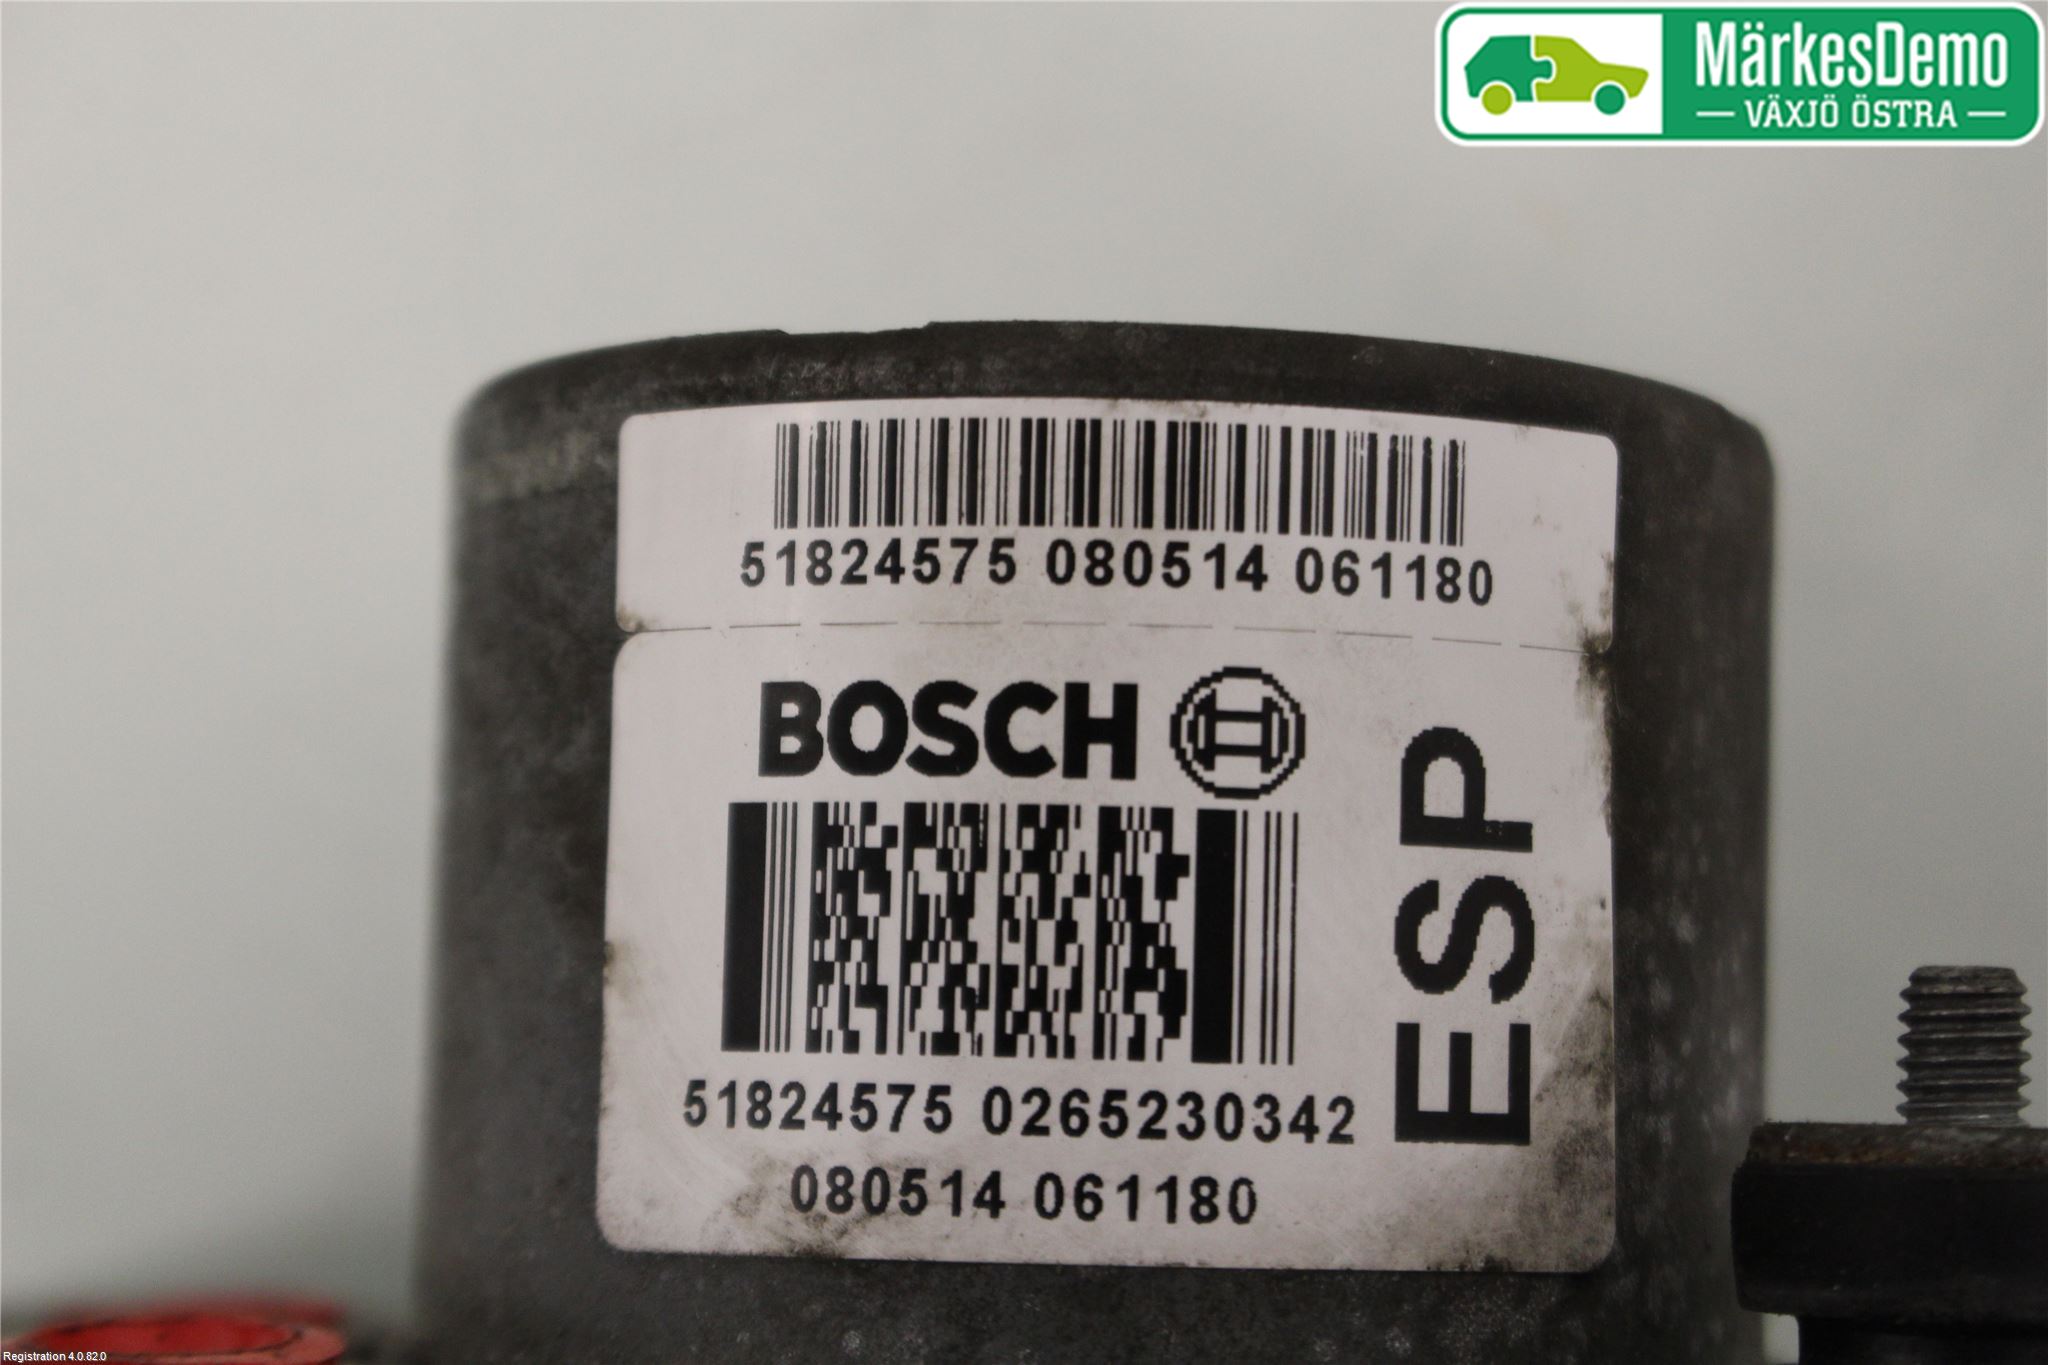 MärkesDemo
VÄXJÖ ÖSTRA
51824575 080514 061180
BOSCH
ESP
51824575 0265230342
080514 061180
Registration 4.0.82.0